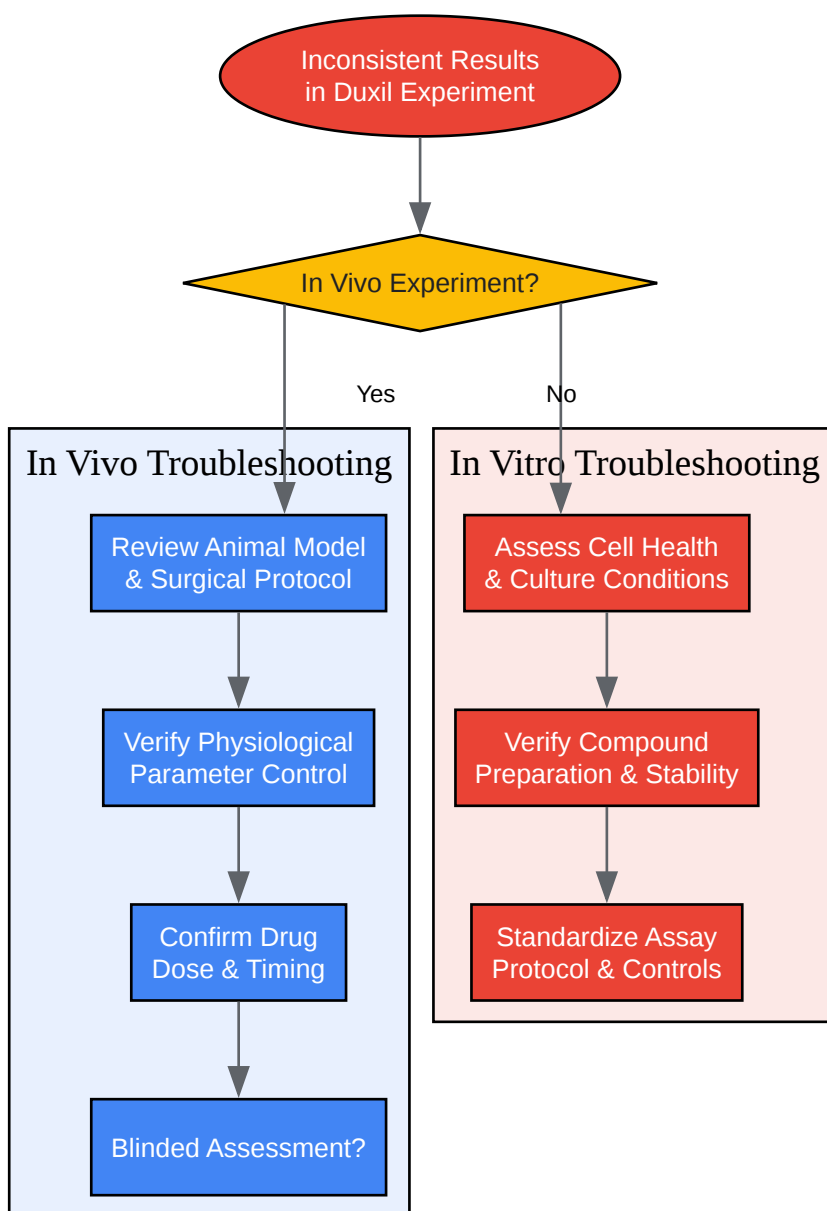 Inconsistent Results
in Duxil Experiment
In Vivo Experiment?
Yes
No
In Vivo Troubleshooting
Review Animal Model
& Surgical Protocol
Verify Physiological
Parameter Control
Confirm Drug
Dose & Timing
Blinded Assessment?
In Vitro Troubleshooting
Assess Cell Health
& Culture Conditions
Verify Compound
Preparation & Stability
Standardize Assay
Protocol & Controls